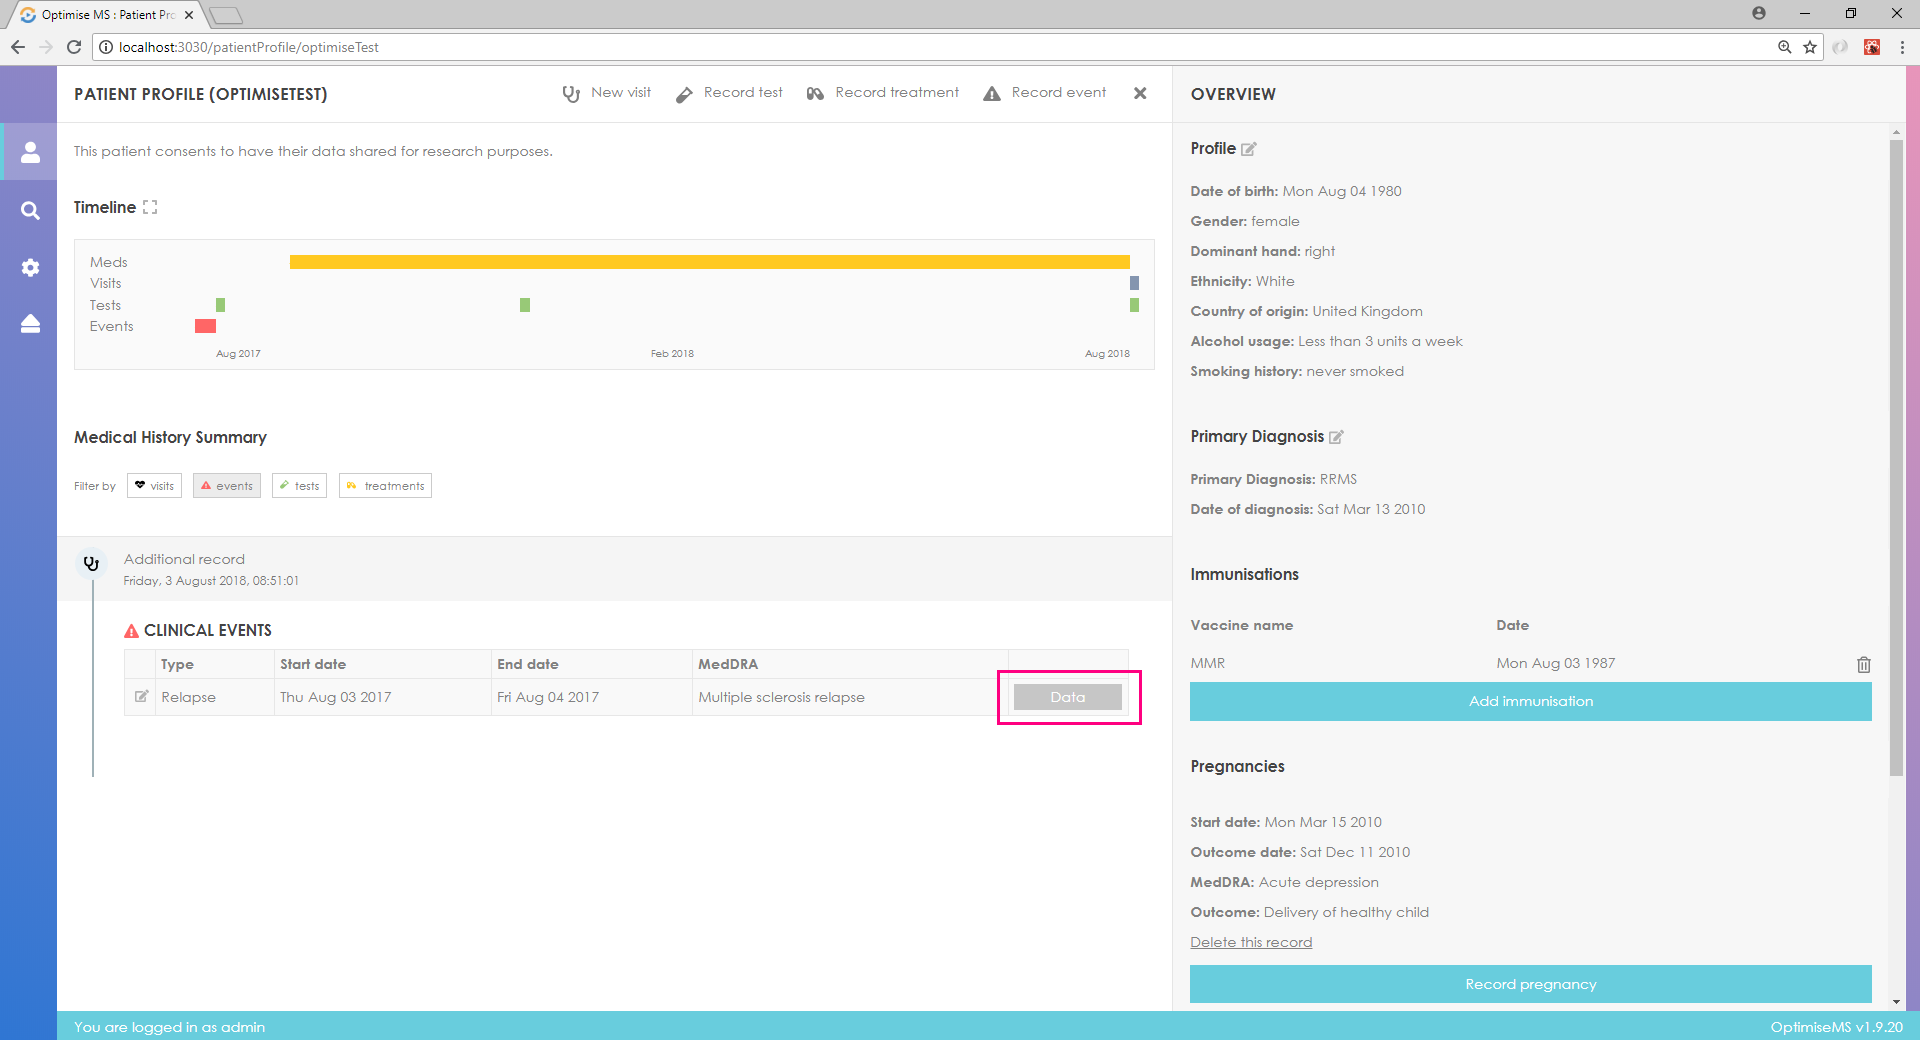 Optimise MS : Patient Pro
localhost:3030/patientProfile/optimiseTest
PATIENT PROFILE (OPTIMISETEST)
New visit
Record test
Record treatment
Record event
This patient consents to have their data shared for research purposes.
Timeline
Meds
Visits
Tests
Events
Aug 2017
Feb 2018
Aug 2018
Medical History Summary
Filter by
visits
events
tests
treatments
Additional record
Friday, 3 August 2018, 08:51:01
CLINICAL EVENTS
Type
Start date
End date
MedDRA
Relapse
Thu Aug 03 2017
Fri Aug 04 2017
Multiple sclerosis relapse
Data
OVERVIEW
Profile
Date of birth: Mon Aug 04 1980
Gender: female
Dominant hand: right
Ethnicity: White
Country of origin: United Kingdom
Alcohol usage: Less than 3 units a week
Smoking history: never smoked
Primary Diagnosis
Primary Diagnosis: RRMS
Date of diagnosis: Sat Mar 13 2010
Immunisations
Vaccine name
Date
MMR
Mon Aug 03 1987
Add immunisation
Pregnancies
Start date: Mon Mar 15 2010
Outcome date: Sat Dec 11 2010
MedDRA: Acute depression
Outcome: Delivery of healthy child
Delete this record
Record pregnancy
You are logged in as admin
OptimiseMS v1.9.20